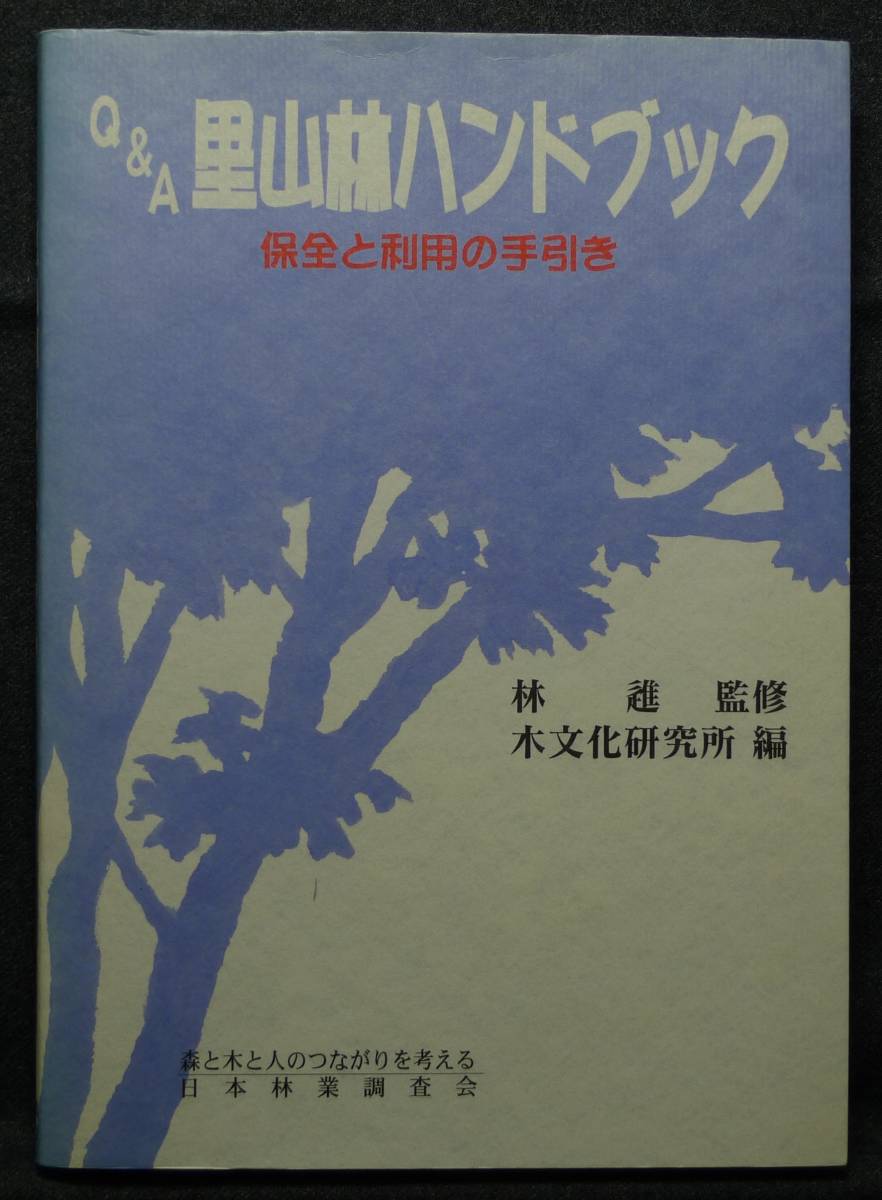 Q&A 里山林ハンドブック
保全と利用の手引き
林 進 監修
木文化研究所 編
森と木と人のつながりを考える
日本林業調査会